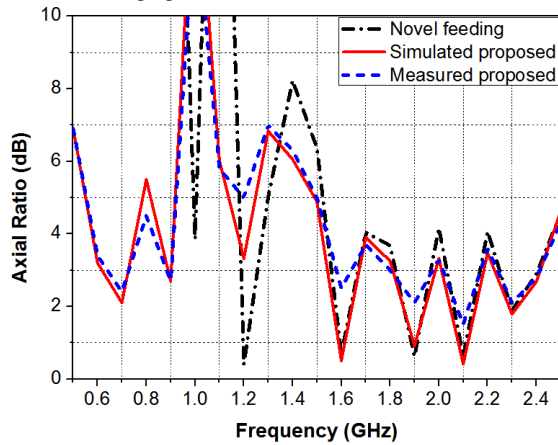 Novel feeding
Simulated proposed
Measured proposed
10
8
6
4
2
0
Axial Ratio (dB)
0.6 0.8 1.0 1.2 1.4 1.6 1.8 2.0 2.2 2.4
Frequency (GHz)